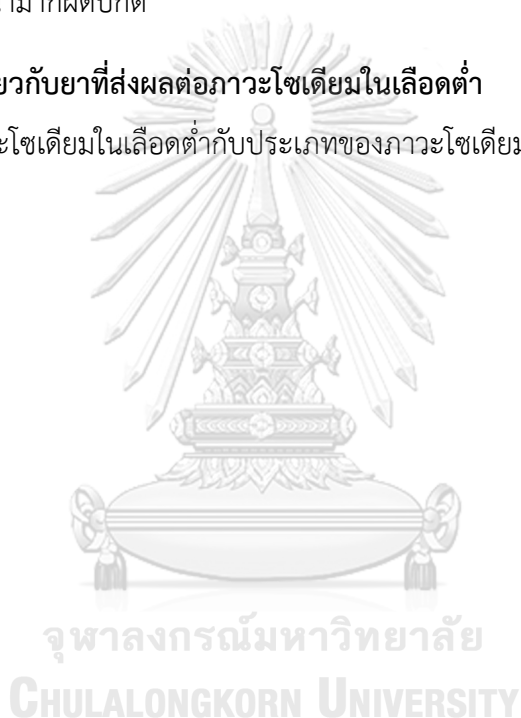 ยวกับยาที่ส่งผลต่อภาวะโซเดียมในเลือดต่ำ
ะโซเดียมในเลือดต่ำกับประเภทของภาวะโซเดียม
จุฬาลงกรณ์มหาวิทยาลัย
CHULALONGKORN UNIVERSITY